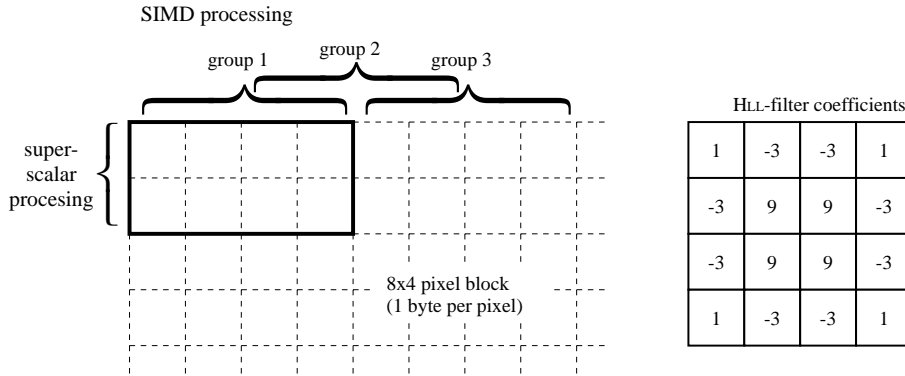 SIMD processing
group 1
group 2
group 3
super-
scalar
procesing
8x4 pixel block
(1 byte per pixel)
HLL-filter coefficients
1 -3 -3 1
-3 9 9 -3
-3 9 9 -3
1 -3 -3 1